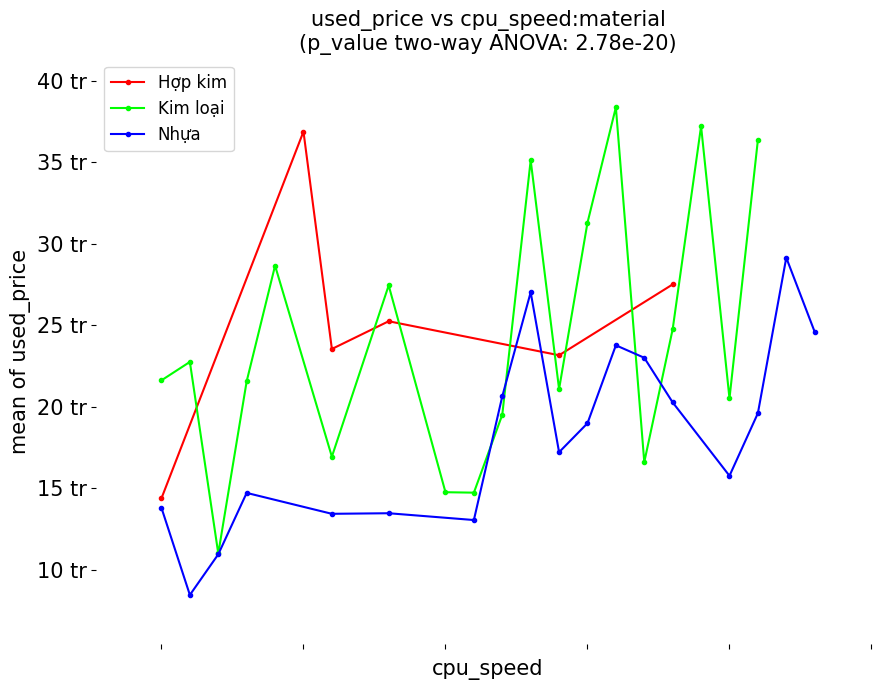 used_price vs cpu_speed:material
(p_value two-way ANOVA: 2.78e-20)
Hợp kim
Kim loại
Nhựa
40 tr
35 tr
30 tr
25 tr
20 tr
15 tr
10 tr
mean of used_price
cpu_speed